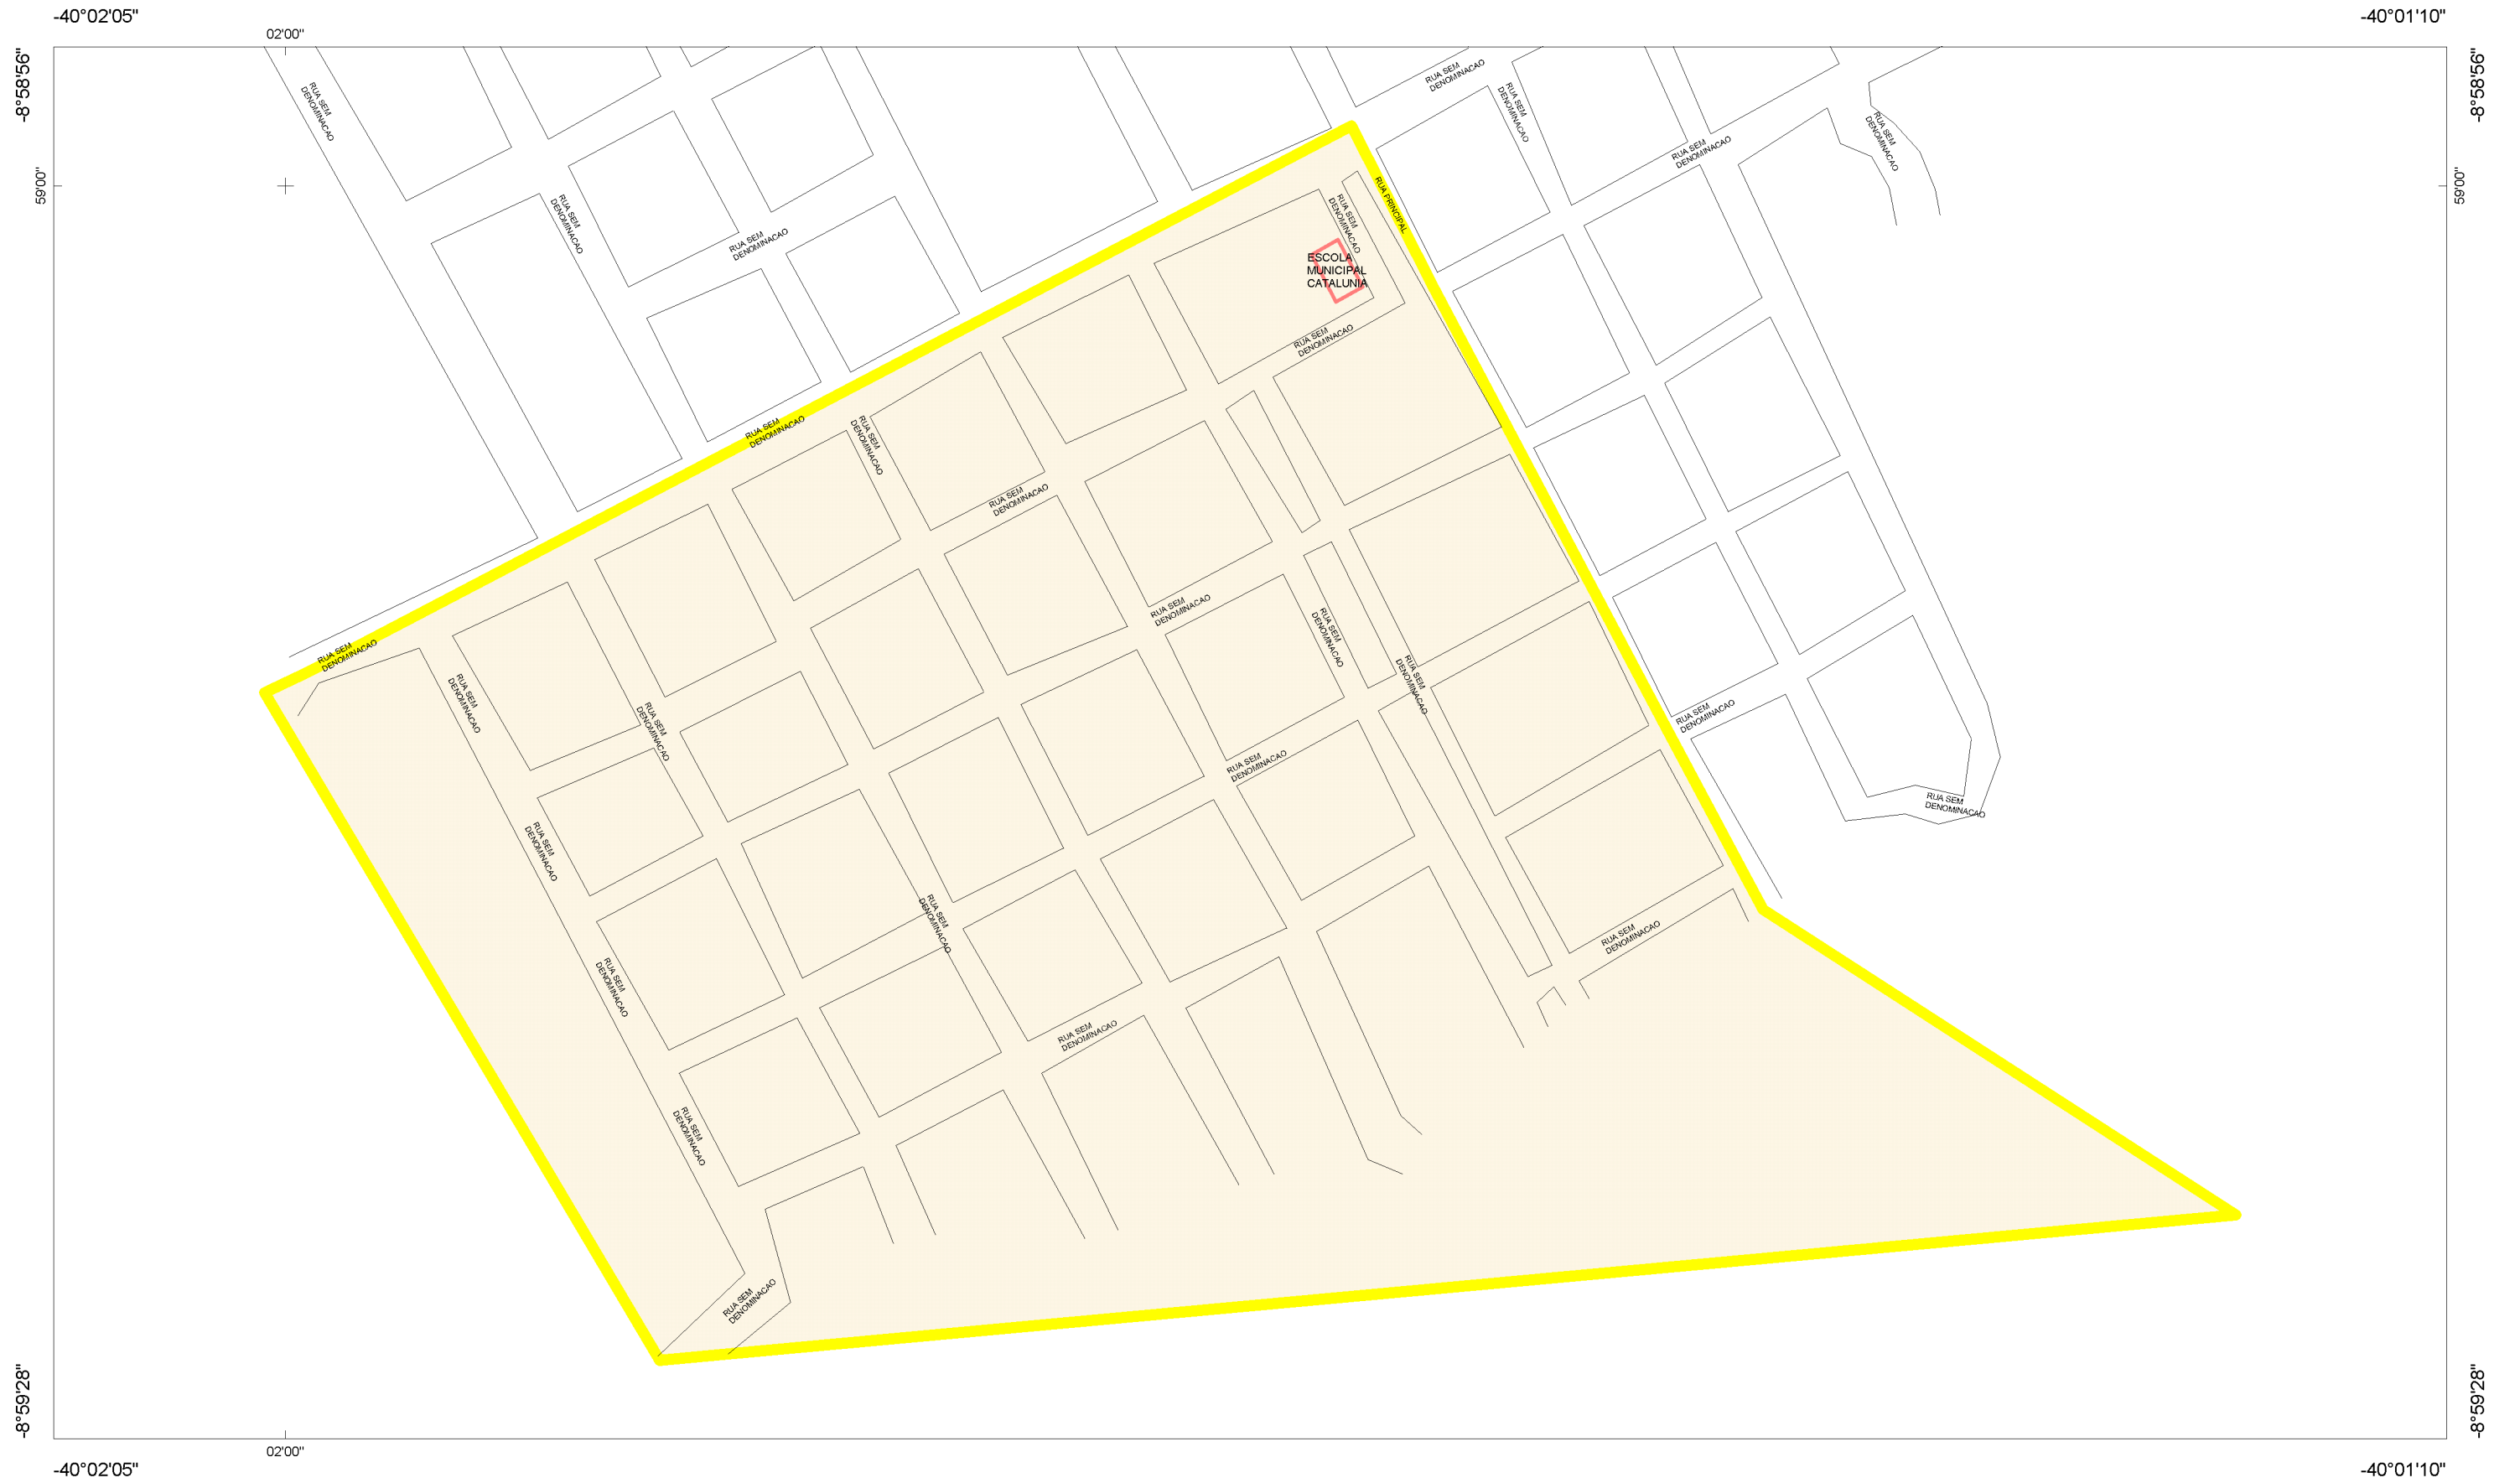 -40°02'05"
-40°01'10"
02'00"
-8°58'56"
-8°58'56"
59'00"
59'00"
RUA SEM
DENOMINACAO
RUA SEM
DENOMINACAO
RUA SEM
DENOMINACAO
RUA SEM
DENOMINACAO
RUA SEM
DENOMINACAO
RUA SEM
DENOMINACAO
RUA SEM
DENOMINACAO
RUA PRINCIPAL
RUA SEM
DENOMINACAO
ESCOLA
MUNICIPAL
CATALUNIA
RUA SEM
DENOMINACAO
RUA SEM
DENOMINACAO
RUA SEM
DENOMINACAO
RUA SEM
DENOMINACAO
RUA SEM
DENOMINACAO
RUA SEM
DENOMINACAO
RUA SEM
DENOMINACAO
RUA SEM
DENOMINACAO
RUA SEM
DENOMINACAO
RUA SEM
DENOMINACAO
RUA SEM
DENOMINACAO
RUA SEM
DENOMINACAO
RUA SEM
DENOMINACAO
RUA SEM
DENOMINACAO
RUA SEM
DENOMINACAO
RUA SEM
DENOMINACAO
RUA SEM
DENOMINACAO
RUA SEM
DENOMINACAO
RUA SEM
DENOMINACAO
RUA SEM
DENOMINACAO
-8°59'28"
-8°59'28"
02'00"
-40°02'05"
-40°01'10"